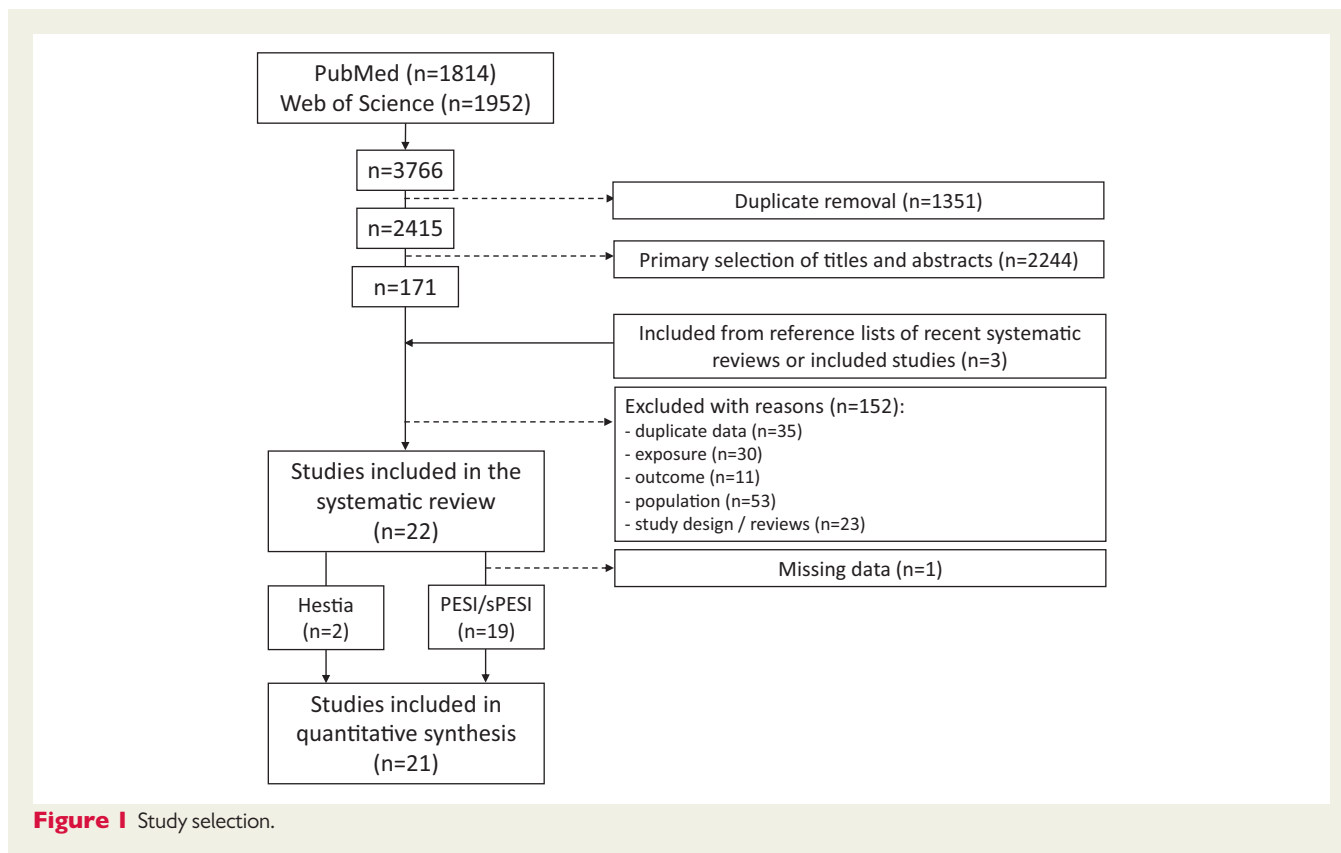 PubMed (n=1814)
Web of Science (n=1952)
n=3766
Duplicate removal (n=1351)
n=2415
Primary selection of titles and abstracts (n=2244)
n=171
Included from reference lists of recent systematic
reviews or included studies (n=3)
Excluded with reasons (n=152):
- duplicate data (n=35)
- exposure (n=30)
- outcome (n=11)
- population (n=53)
- study design / reviews (n=23)
Studies included in the
systematic review
(n=22)
Missing data (n=1)
Hestia
(n=2)
PESI/sPESI
(n=19)
Studies included in
quantitative synthesis
(n=21)
Figure 1 Study selection.